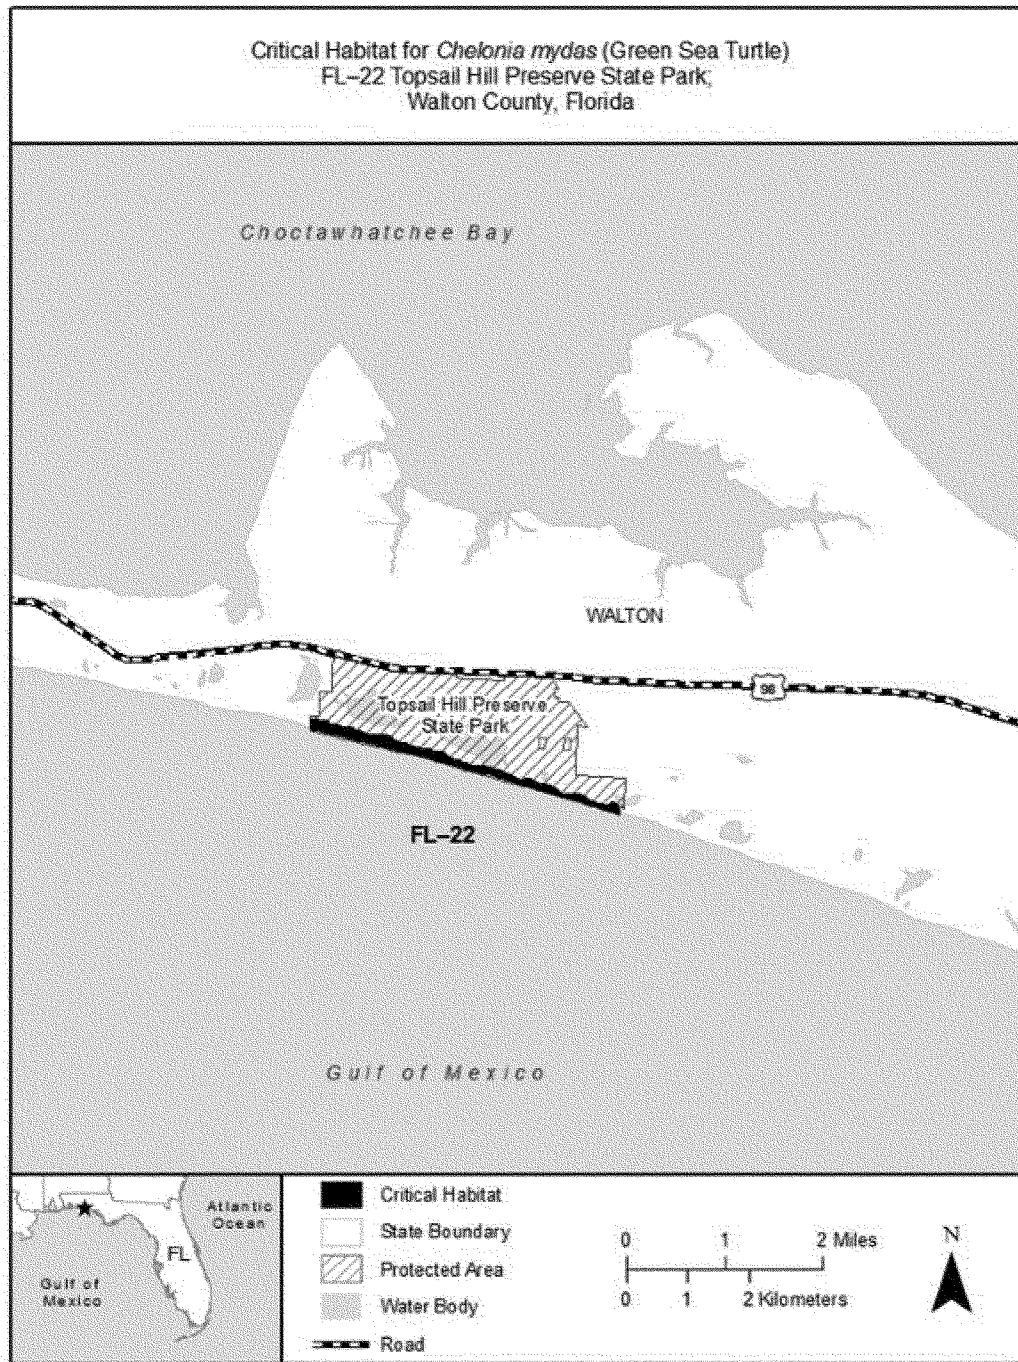 Critical Habitat for Chelonia mydas (Green Sea Turtle)
FL–22 Topsail Hill Preserve State Park,
Walton County, Florida
Choctawhatchee Bay
WALTON
98
Topsail Hill Preserve
State Park
FL–22
Gulf of Mexico
Atlantic
Ocean
FL
Gulf of
Mexico
Critical Habitat
State Boundary
Protected Area
Water Body
Road
0 1 2 Miles
0 1 2 Kilometers
N